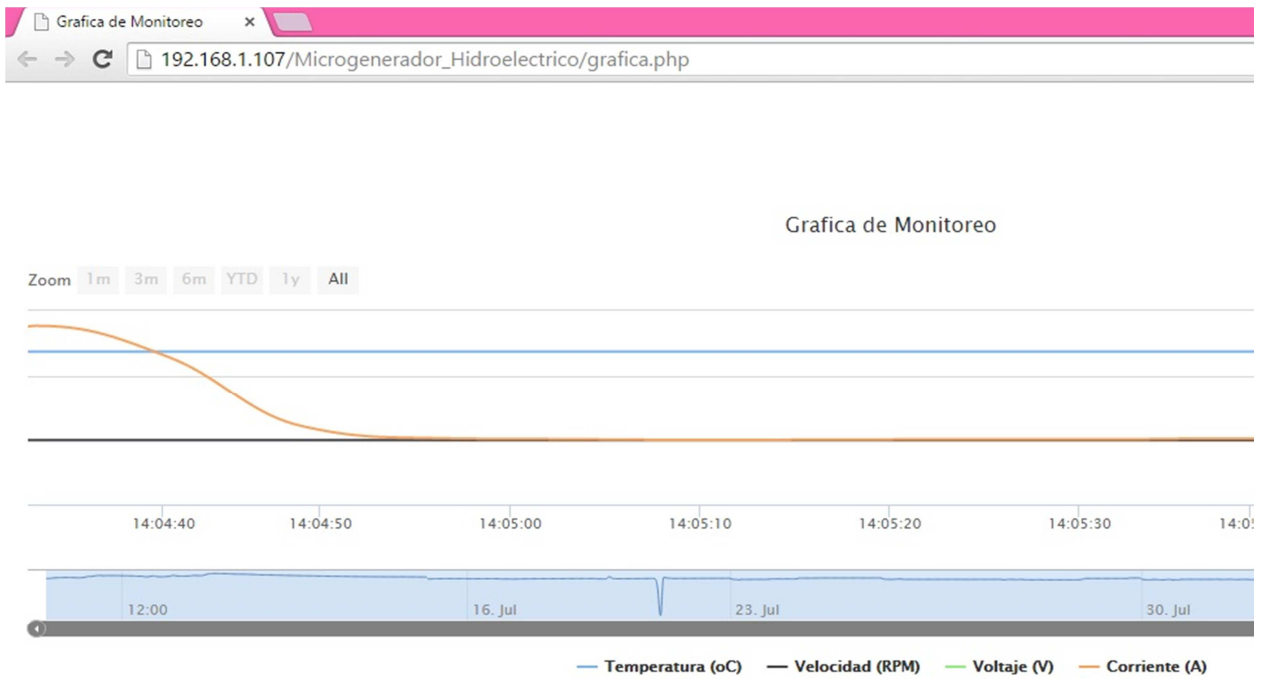 Grafica de Monitoreo ×
192.168.1.107/Microgenerador_Hidroelectrico/grafica.php
Grafica de Monitoreo
Zoom 1m 3m 6m YTD 1y All
14:04:40 14:04:50 14:05:00 14:05:10 14:05:20 14:05:30 14:0
12:00 16. Jul 23. Jul 30. Jul
Temperatura (oC) Velocidad (RPM) Voltaje (V) Corriente (A)